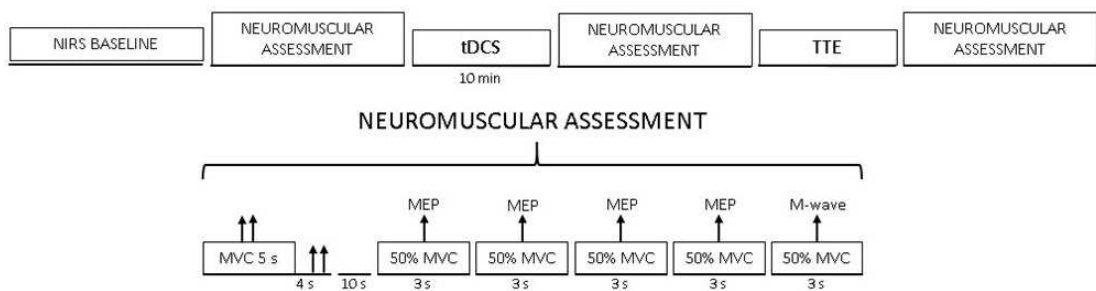 NIRS BASELINE
NEUROMUSCULAR
ASSESSMENT
tDCS
10 min
NEUROMUSCULAR
ASSESSMENT
TTE
NEUROMUSCULAR
ASSESSMENT
NEUROMUSCULAR ASSESSMENT
MEP MEP MEP MEP M-wave
MVC 5 s 50% MVC 50% MVC 50% MVC 50% MVC 50% MVC
4 s 10 s 3 s 3 s 3 s 3 s 3 s